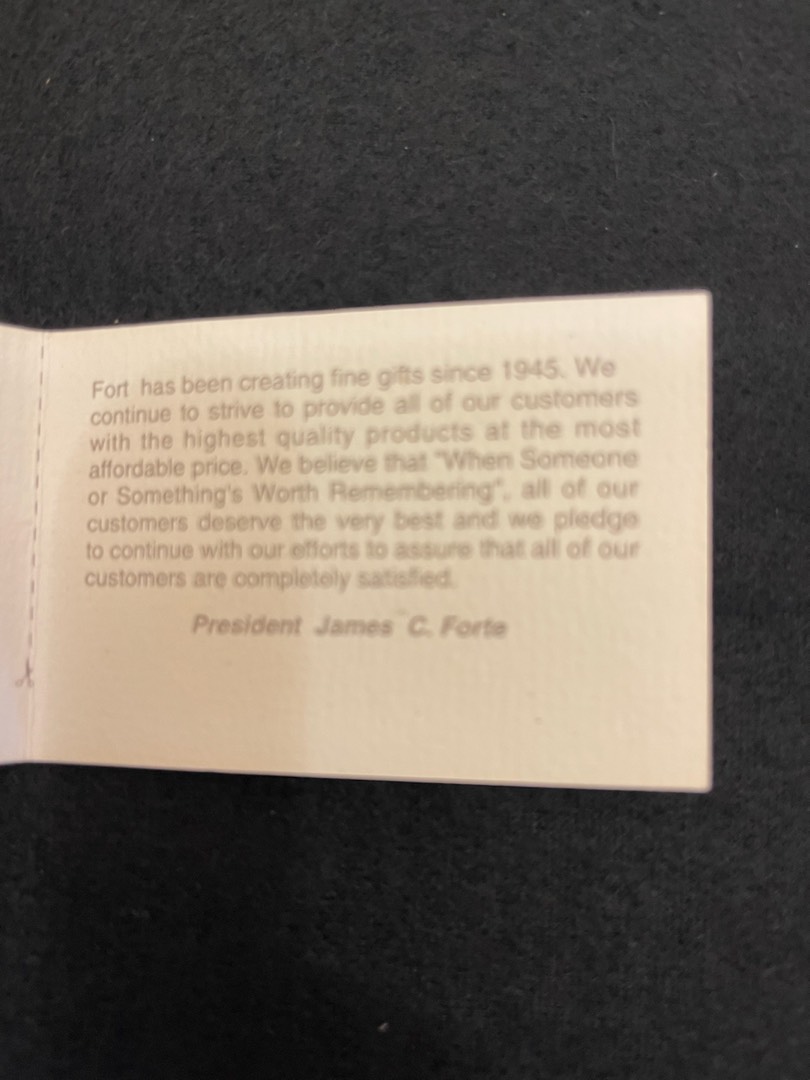 Fort has been creating fine gifts since 1945. We
continue to strive to provide all of our customers
with the highest quality products at the most
affordable price. We believe that "When Someone
or Something's Worth Remembering", all of our
customers deserve the very best and we pledge
to continue with our efforts to assure that all of our
customers are completely satisfied.
President James C. Forte